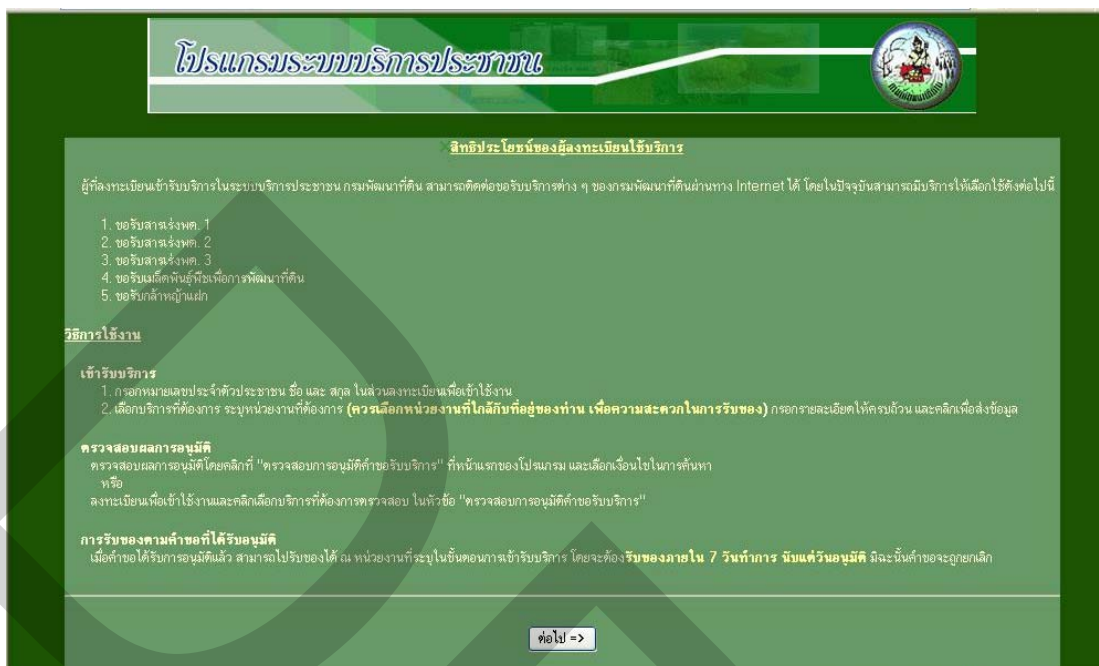 โปรแกรมระบบบริการประชาชน
กรมพัฒนาที่ดิน
สิทธิประโยชน์ของผู้ลงทะเบียนใช้บริการ
ผู้ที่ลงทะเบียนเข้ารับบริการในระบบบริการประชาชน กรมพัฒนาที่ดิน สามารถติดต่อขอรับบริการต่าง ๆ ของกรมพัฒนาที่ดินผ่านทาง Internet ได้ โดยในปัจจุบันสามารถมีบริการให้เลือกใช้ดังต่อไปนี้
1. ขอรับสารเร่งพด. 1
2. ขอรับสารเร่งพด. 2
3. ขอรับสารเร่งพด. 3
4. ขอรับเมล็ดพันธุ์พืชเพื่อการพัฒนาที่ดิน
5. ขอรับกล้าหญ้าแฝก
วิธีการใช้งาน
เข้ารับบริการ
1. กรอกหมายเลขประจำตัวประชาชน ชื่อ และ สกุล ในส่วนลงทะเบียนเพื่อเข้าใช้งาน
2. เลือกบริการที่ต้องการ ระบุหน่วยงานที่ต้องการ (ควรเลือกหน่วยงานที่ใกล้กับที่อยู่ของท่าน เพื่อความสะดวกในการรับของ) กรอกรายละเอียดให้ครบถ้วน และคลิกเพื่อส่งข้อมูล
ตรวจสอบผลการอนุมัติ
ตรวจสอบผลการอนุมัติโดยคลิกที่ "ตรวจสอบการอนุมัติคำขอรับบริการ" ที่หน้าแรกของโปรแกรม และเลือกเงื่อนไขในการค้นหา
หรือ
ลงทะเบียนเพื่อเข้าใช้งานและคลิกเลือกบริการที่ต้องการตรวจสอบ ในหัวข้อ "ตรวจสอบการอนุมัติคำขอรับบริการ"
การรับของตามคำขอที่ได้รับอนุมัติ
เมื่อคำขอได้รับการอนุมัติแล้ว สามารถไปรับของได้ ณ หน่วยงานที่ระบุในขั้นตอนการเข้ารับบริการ โดยจะต้องรับของภายใน 7 วันทำการ นับแต่วันอนุมัติ มิฉะนั้นคำขอจะถูกยกเลิก
ต่อไป =>